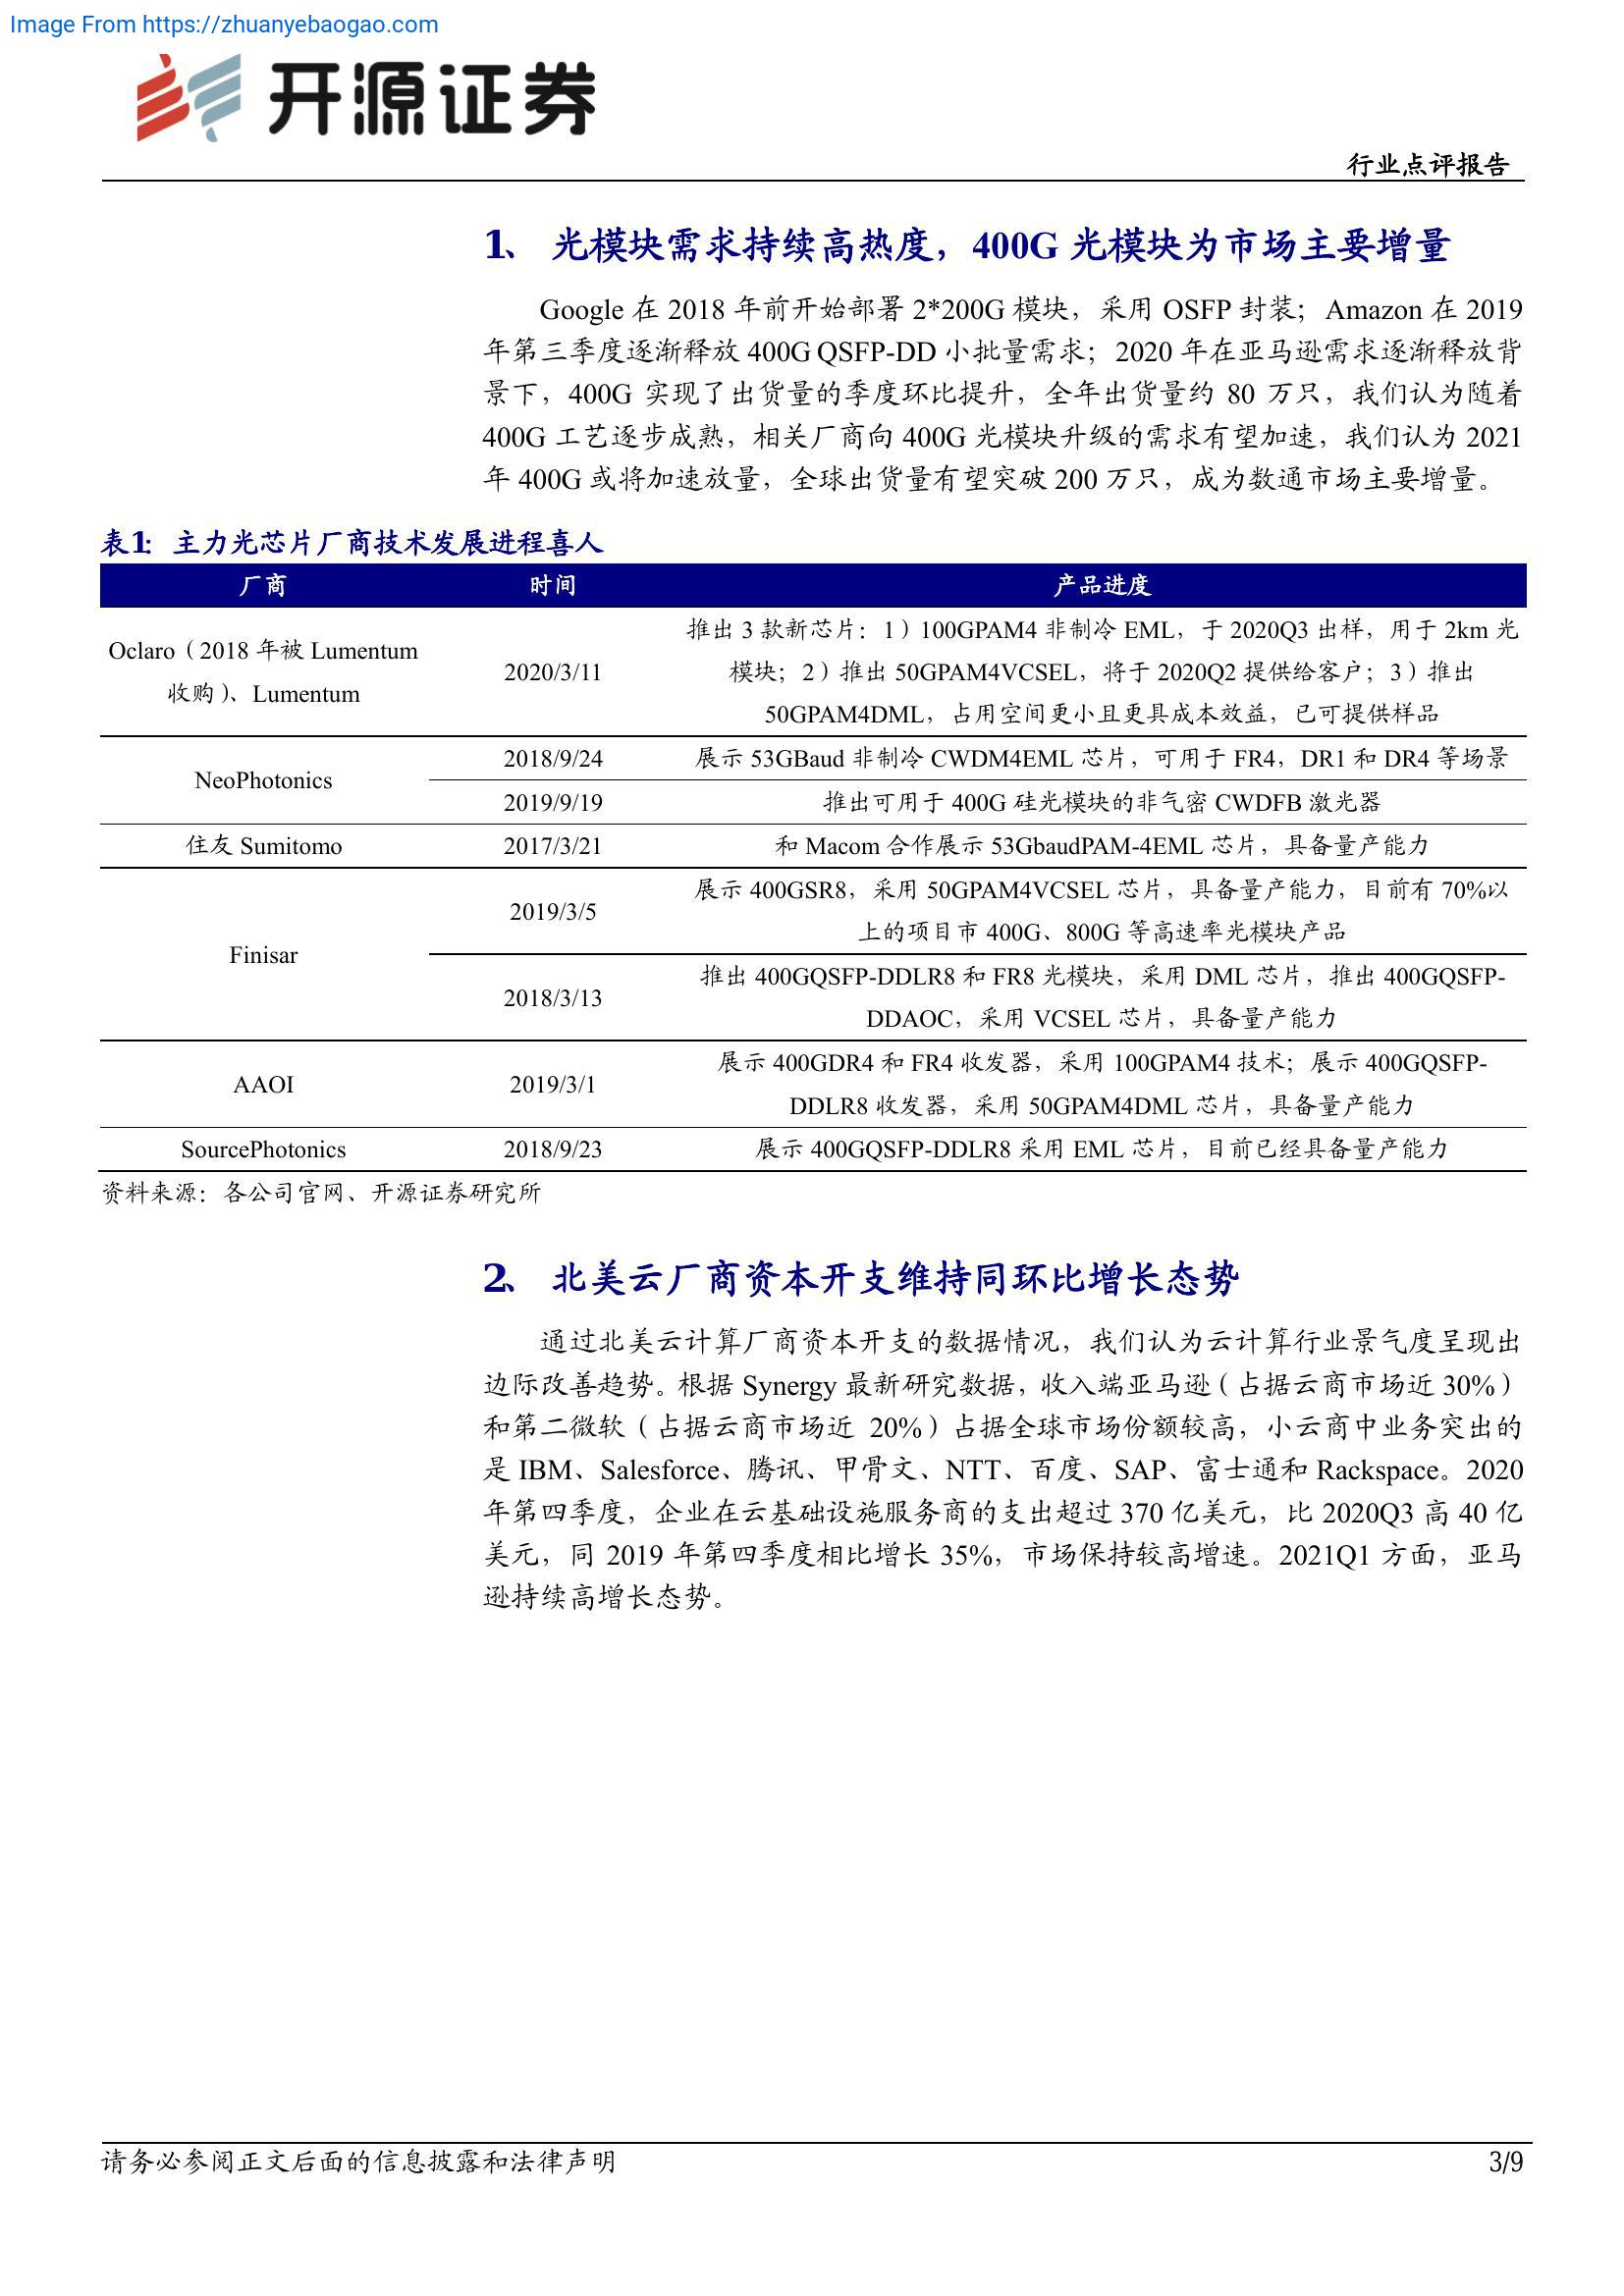 Image From https://zhuanyebaogao.com
开源证券
行业点评报告
1、 光模块需求持续高热度，400G 光模块为市场主要增量
Google 在 2018 年前开始部署 2*200G 模块，采用 OSFP 封装；Amazon 在 2019
年第三季度逐渐释放 400G QSFP-DD 小批量需求；2020 年在亚马逊需求逐渐释放背
景下，400G 实现了出货量的季度环比提升，全年出货量约 80 万只，我们认为随着
400G 工艺逐步成熟，相关厂商向 400G 光模块升级的需求有望加速，我们认为 2021
年 400G 或将加速放量，全球出货量有望突破 200 万只，成为数通市场主要增量。
表1： 主力光芯片厂商技术发展进程喜人
厂商 时间 产品进度
Oclaro（2018 年被 Lumentum
收购）、Lumentum
2020/3/11
推出 3 款新芯片：1）100GPAM4 非制冷 EML，于 2020Q3 出样，用于 2km 光
模块；2）推出 50GPAM4VCSEL，将于 2020Q2 提供给客户；3）推出
50GPAM4DML，占用空间更小且更具成本效益，已可提供样品
NeoPhotonics
2018/9/24 展示 53GBaud 非制冷 CWDM4EML 芯片，可用于 FR4，DR1 和 DR4 等场景
2019/9/19 推出可用于 400G 硅光模块的非气密 CWDFB 激光器
住友 Sumitomo 2017/3/21 和 Macom 合作展示 53GbaudPAM-4EML 芯片，具备量产能力
Finisar
2019/3/5
展示 400GSR8，采用 50GPAM4VCSEL 芯片，具备量产能力，目前有 70%以
上的项目市 400G、800G 等高速率光模块产品
2018/3/13
推出 400GQSFP-DDLR8 和 FR8 光模块，采用 DML 芯片，推出 400GQSFP-
DDAOC，采用 VCSEL 芯片，具备量产能力
AAOI 2019/3/1
展示 400GDR4 和 FR4 收发器，采用 100GPAM4 技术；展示 400GQSFP-
DDLR8 收发器，采用 50GPAM4DML 芯片，具备量产能力
SourcePhotonics 2018/9/23 展示 400GQSFP-DDLR8 采用 EML 芯片，目前已经具备量产能力
资料来源：各公司官网、开源证券研究所
2、 北美云厂商资本开支维持同环比增长态势
通过北美云计算厂商资本开支的数据情况，我们认为云计算行业景气度呈现出
边际改善趋势。根据 Synergy 最新研究数据，收入端亚马逊（占据云商市场近 30%）
和第二微软（占据云商市场近 20%）占据全球市场份额较高，小云商中业务突出的
是 IBM、Salesforce、腾讯、甲骨文、NTT、百度、SAP、富士通和 Rackspace。2020
年第四季度，企业在云基础设施服务商的支出超过 370 亿美元，比 2020Q3 高 40 亿
美元，同 2019 年第四季度相比增长 35%，市场保持较高增速。2021Q1 方面，亚马
逊持续高增长态势。
请务必参阅正文后面的信息披露和法律声明
3/9